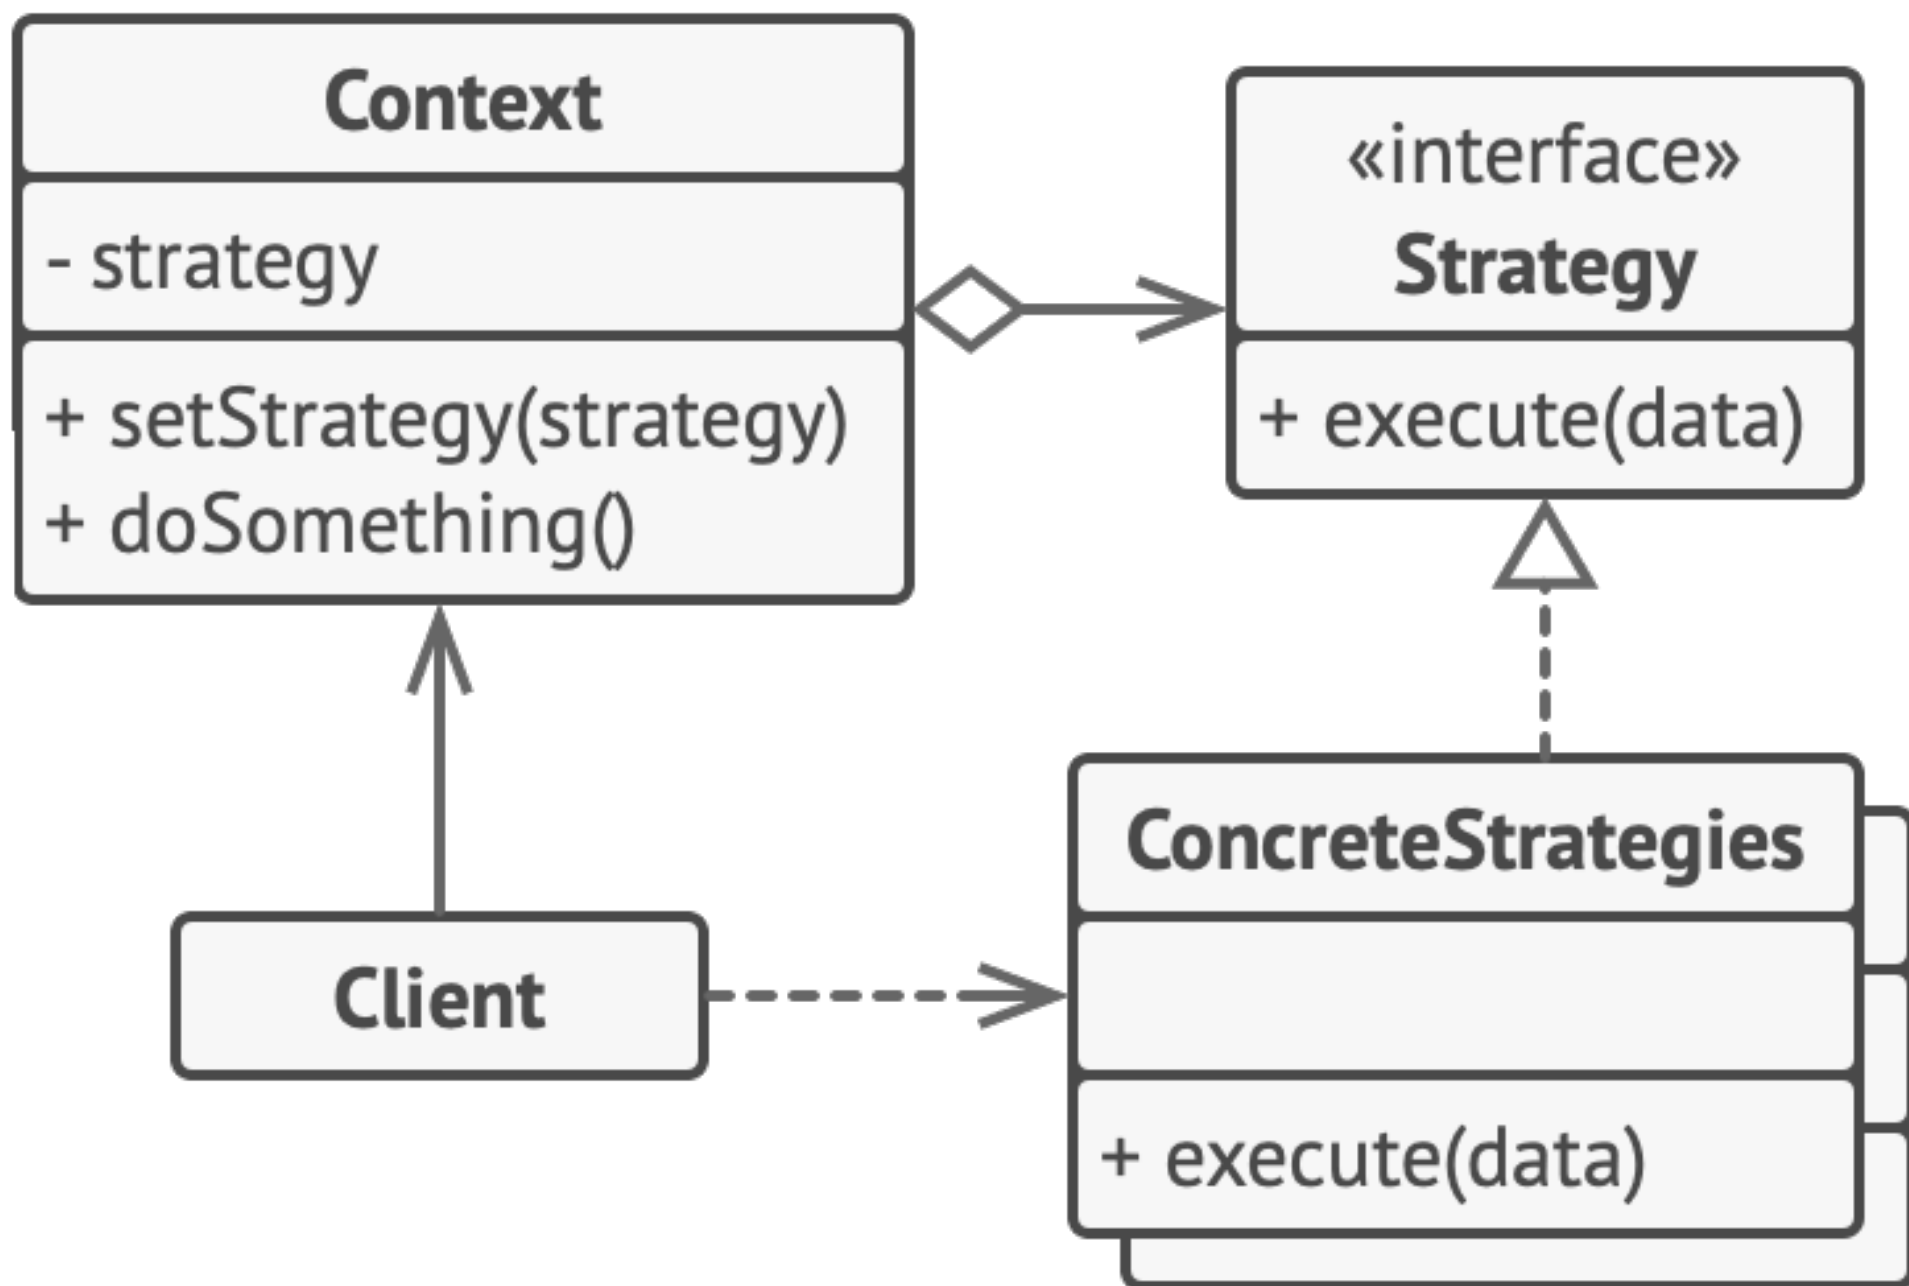 Context
- strategy
+ setStrategy(strategy)
+ doSomething()
«interface»
Strategy
+ execute(data)
Client
ConcreteStrategies
+ execute(data)